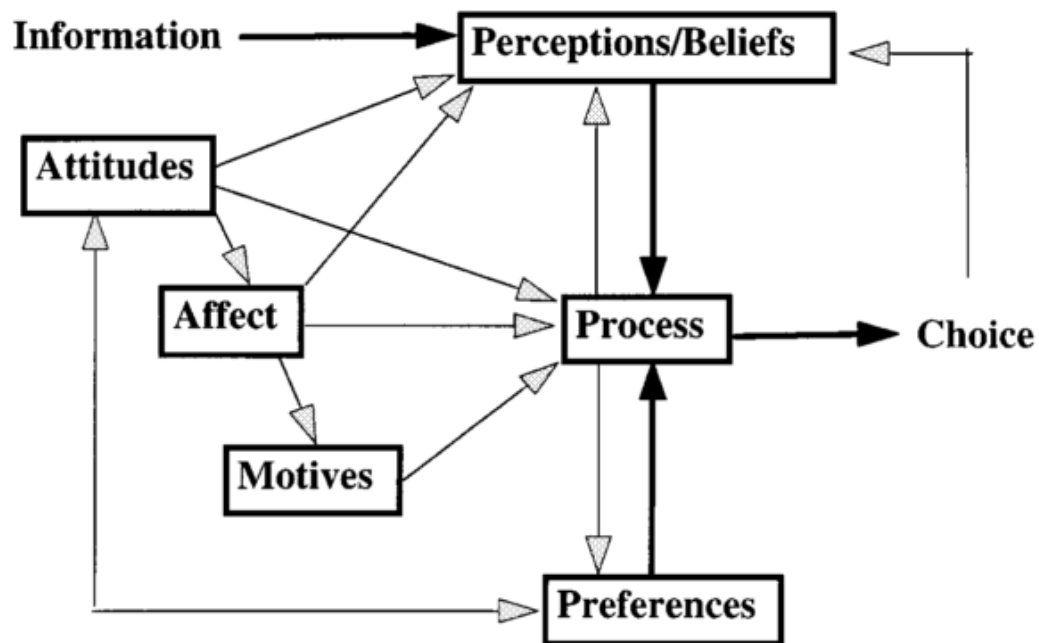 Information
Perceptions/Beliefs
Attitudes
Affect
Process
Choice
Motives
Preferences